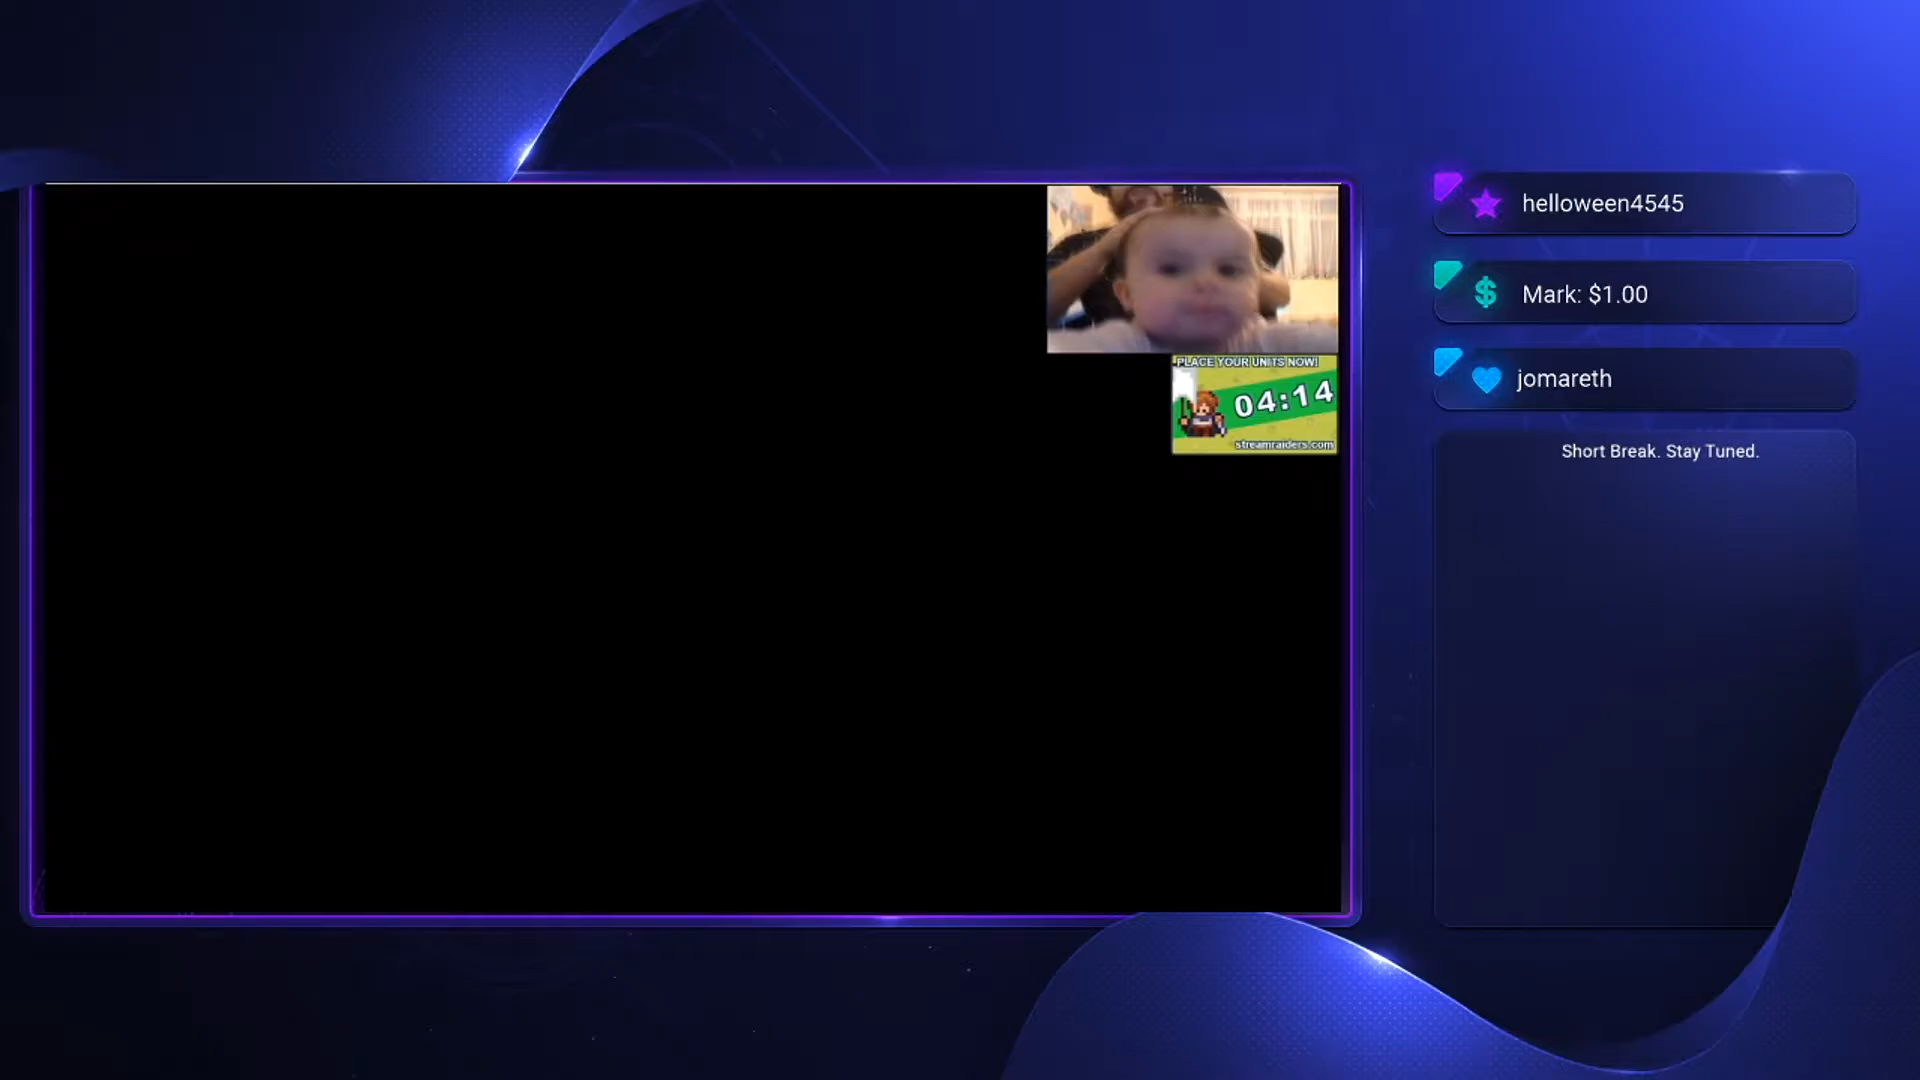 helloween4545
Mark: $1.00
PLACE YOUR UNITS NOW!
04:14
streamraiders.com
jomareth
Short Break. Stay Tuned.